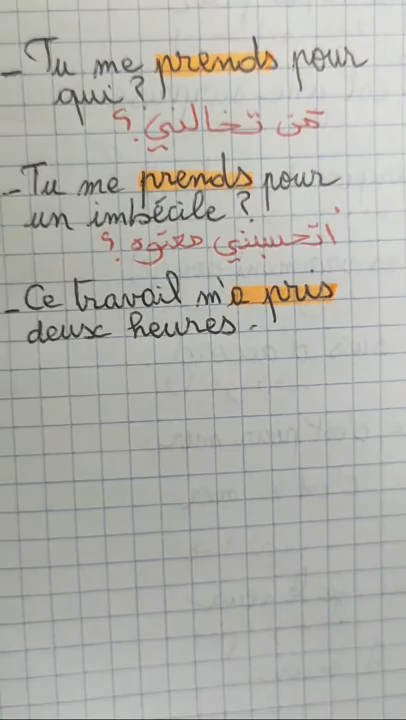 - Tu me prends pour
qui ?
من تخالني ؟
- Tu me prends pour
un imbécile ?
أتحسبني معتوه ؟
- Ce travail m'a pris
deux heures.